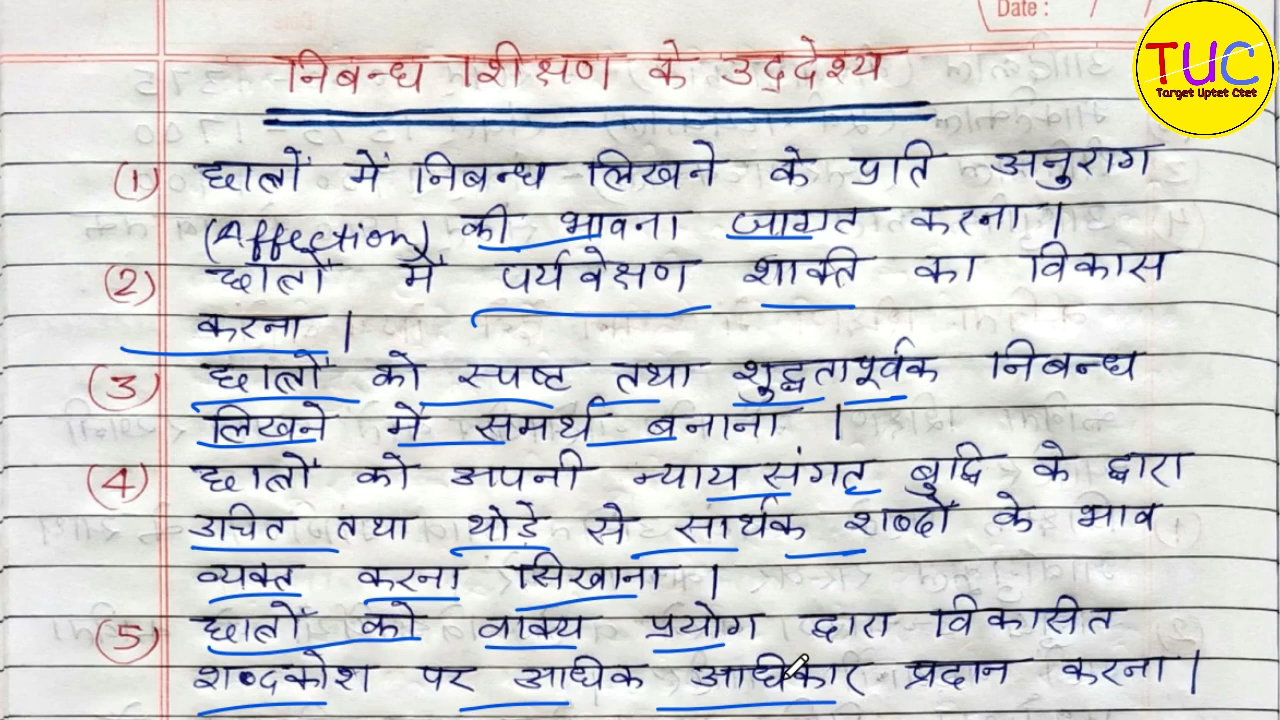 Date : / /
TUC
Target Uptet Ctet
निबन्ध शिक्षण के उद्देश्य
(1) छात्रों में निबन्ध लिखने के प्रति अनुराग
(Affection) की भावना जाग्रत करना।
(2) छात्रों में पर्यवेक्षण शक्ति का विकास
करना।
(3) छात्रों को स्पष्ट तथा शुद्धतापूर्वक निबन्ध
लिखने में समर्थ बनाना।
(4) छात्रों को अपनी न्याय संगत बुद्धि के द्वारा
उचित तथा थोड़े से सार्थक शब्दों के भाव
व्यक्त करना सिखाना।
(5) छात्रों को वाक्य प्रयोग द्वारा विकसित
शब्दकोश पर अधिक अधिकार प्रदान करना।